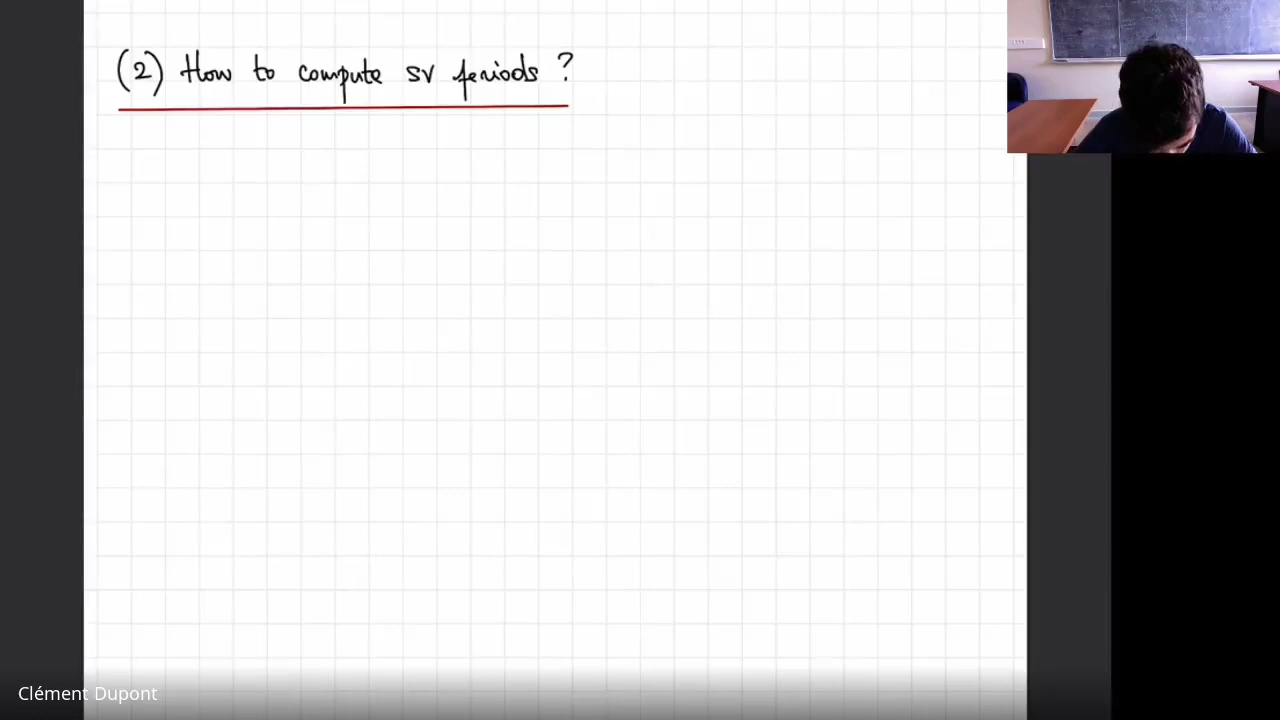 (2) How to compute sv periods ?
Clément Dupont